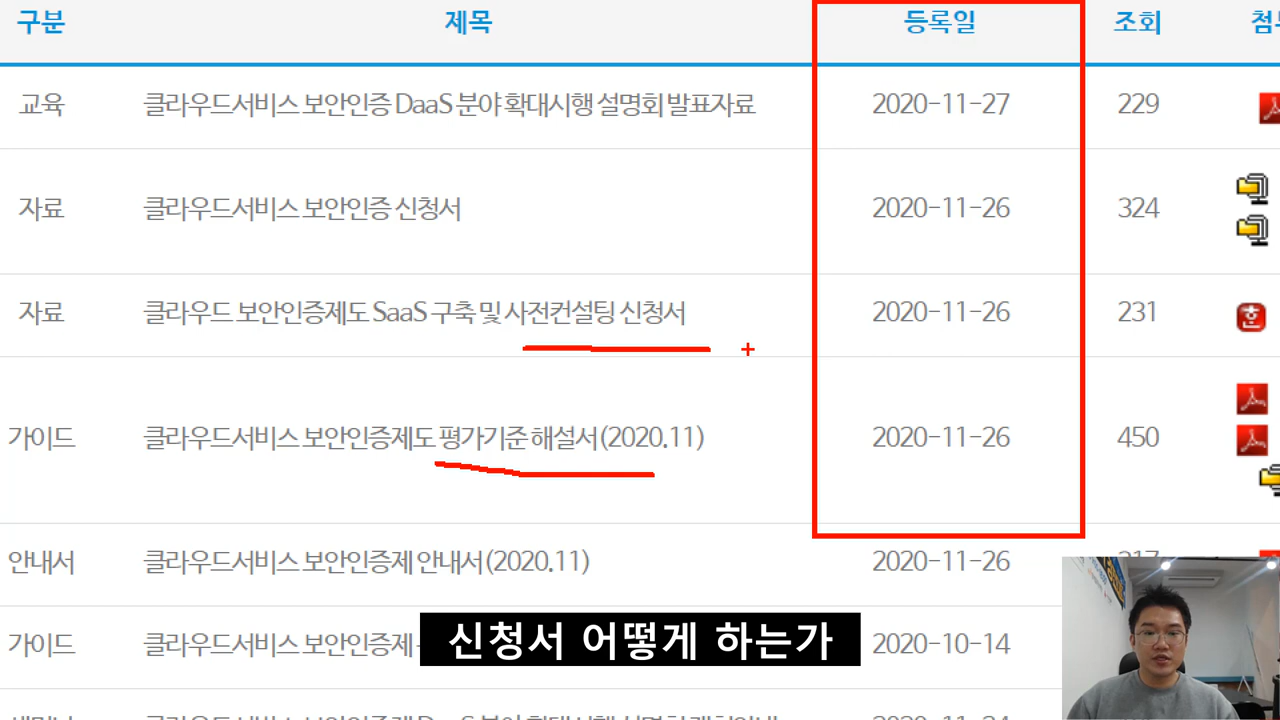 구분 제목 등록일 조회
교육 클라우드서비스 보안인증 DaaS 분야 확대시행 설명회 발표자료 2020-11-27 229
자료 클라우드서비스 보안인증 신청서 2020-11-26 324
자료 클라우드 보안인증제도 SaaS 구축 및 사전컨설팅 신청서 2020-11-26 231
가이드 클라우드서비스 보안인증제도 평가기준 해설서(2020.11) 2020-11-26 450
안내서 클라우드서비스 보안인증제 안내서(2020.11) 2020-11-26
가이드 클라우드서비스 보안인증제 2020-10-14
신청서 어떻게 하는가